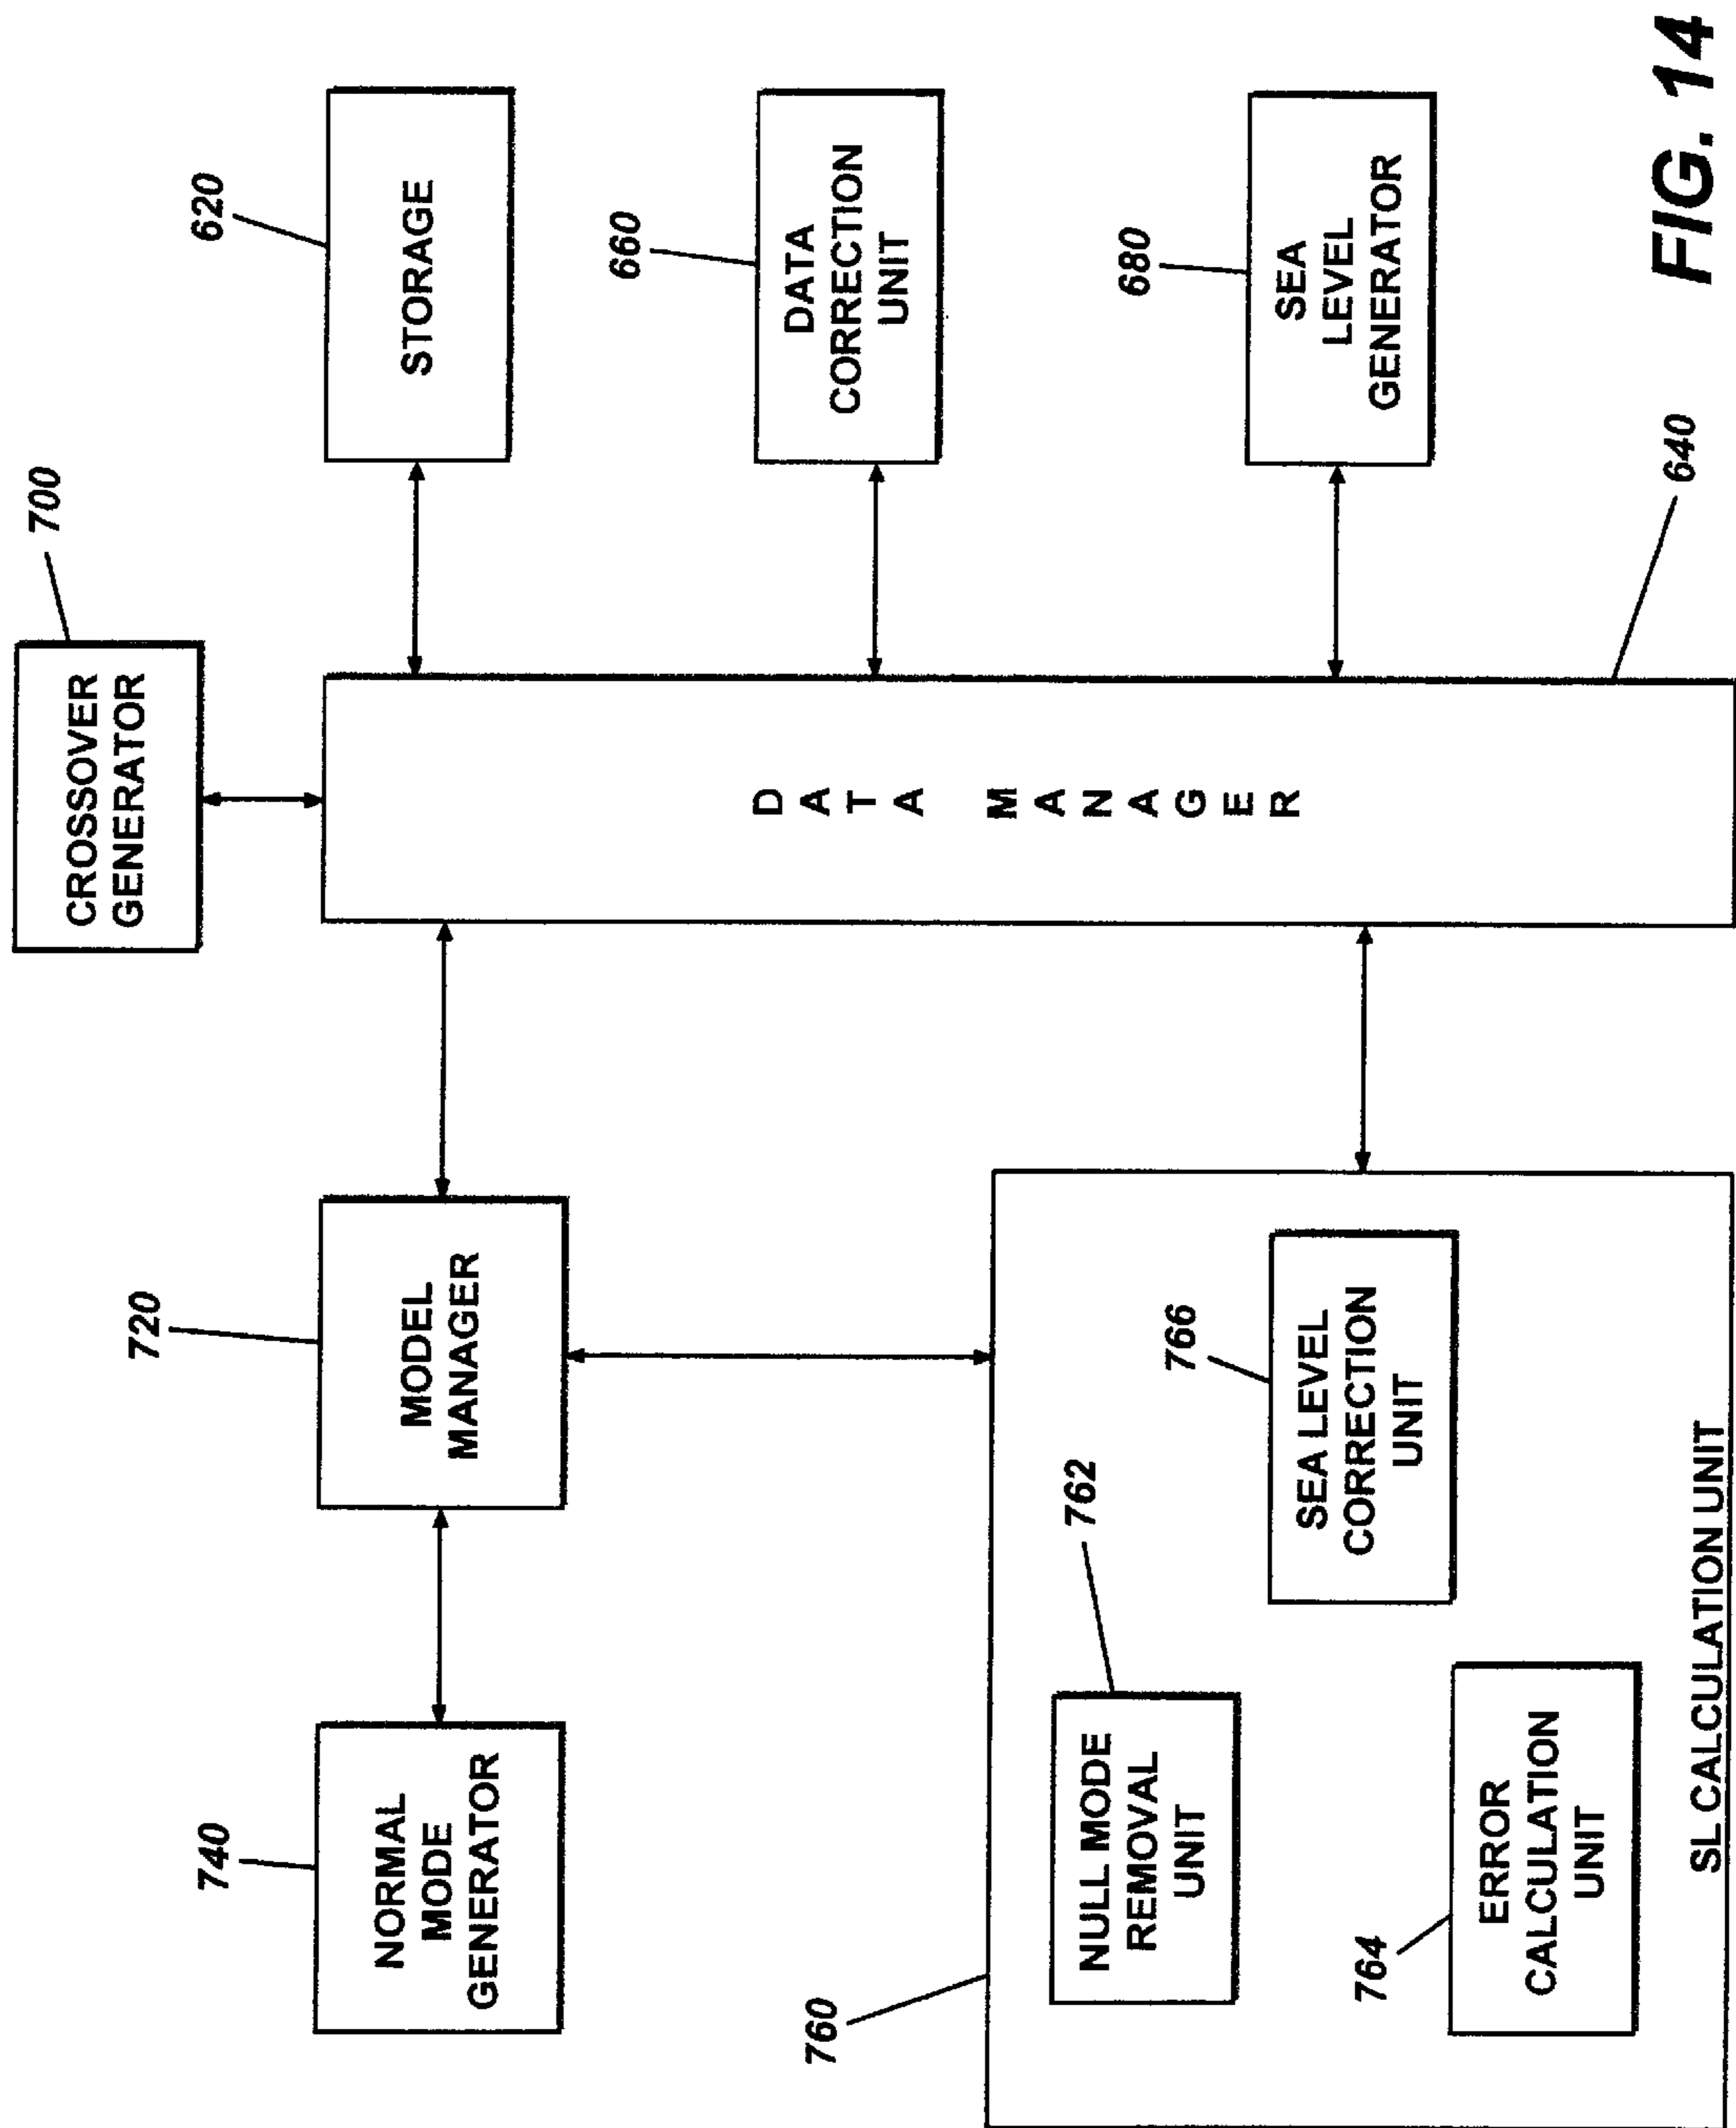 700
CROSSOVER
GENERATOR
740
NORMAL
MODE
GENERATOR
720
MODEL
MANAGER
620
STORAGE
660
DATA
CORRECTION
UNIT
680
SEA
LEVEL
GENERATOR
DATA MANAGER
640
760
762
NULL MODE
REMOVAL
UNIT
766
SEA LEVEL
CORRECTION
UNIT
764
ERROR
CALCULATION
UNIT
SL CALCULATION UNIT
FIG. 14